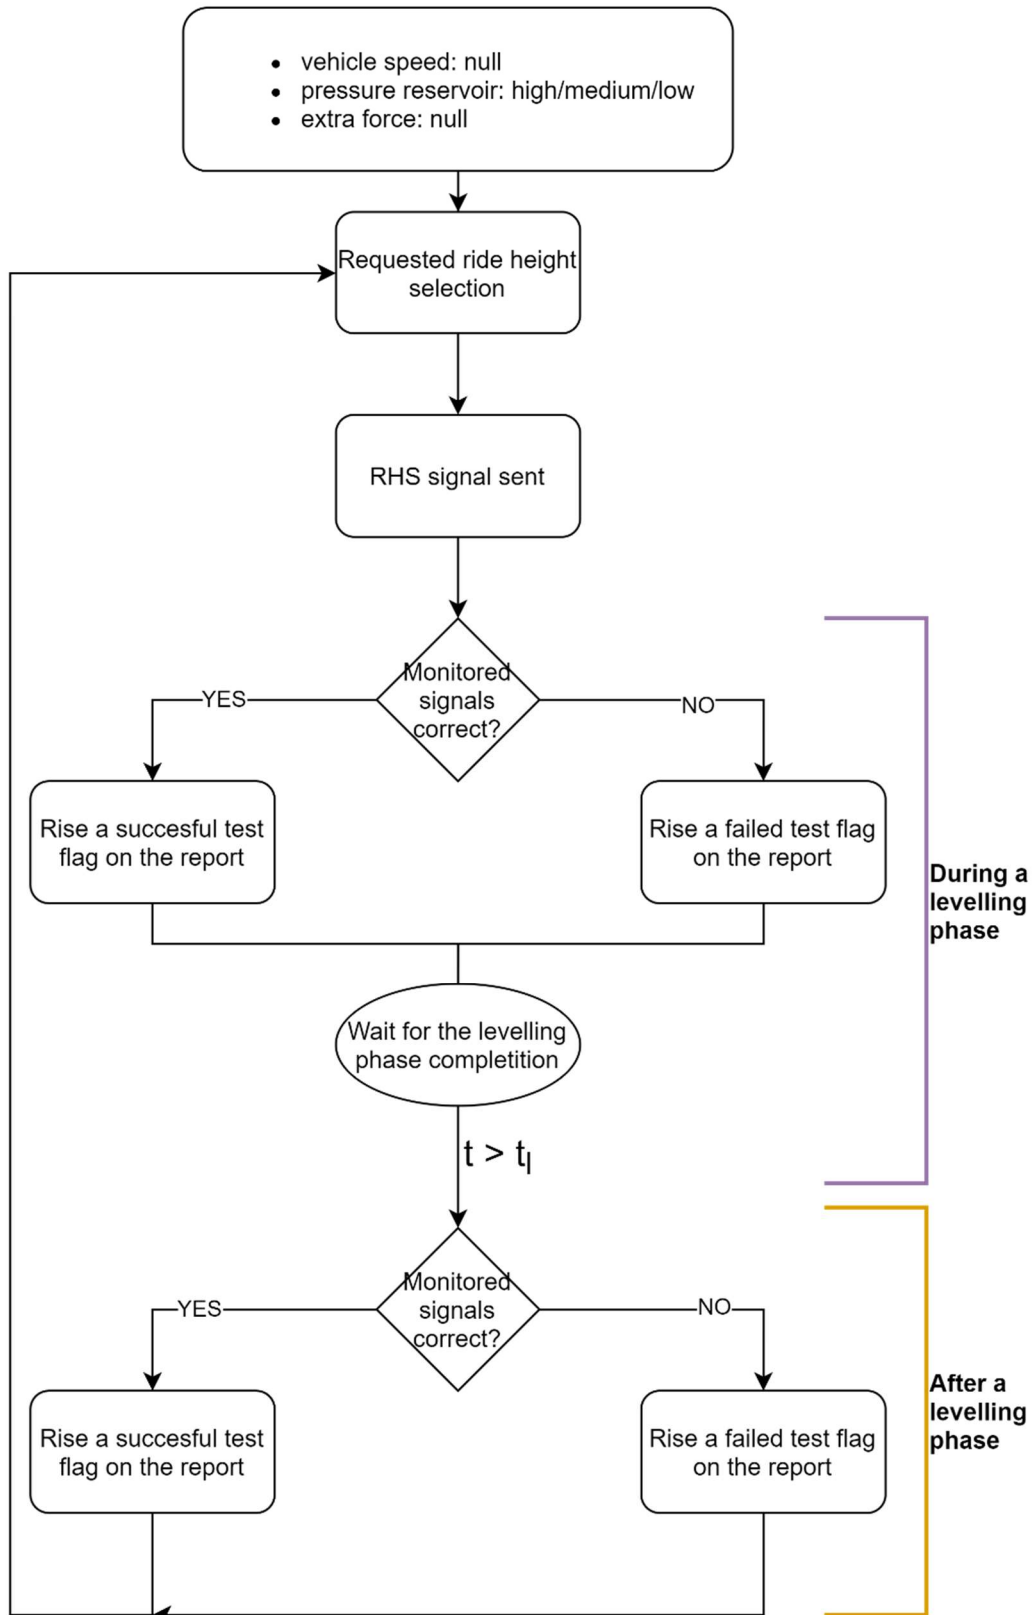 • vehicle speed: null
• pressure reservoir: high/medium/low
• extra force: null
Requested ride height
selection
RHS signal sent
Monitored
signals
correct?
YES
NO
Rise a succesful test
flag on the report
Rise a failed test flag
on the report
During a
levelling
phase
Wait for the levelling
phase completition
t > tl
Monitored
signals
correct?
YES
NO
Rise a succesful test
flag on the report
Rise a failed test flag
on the report
After a
levelling
phase